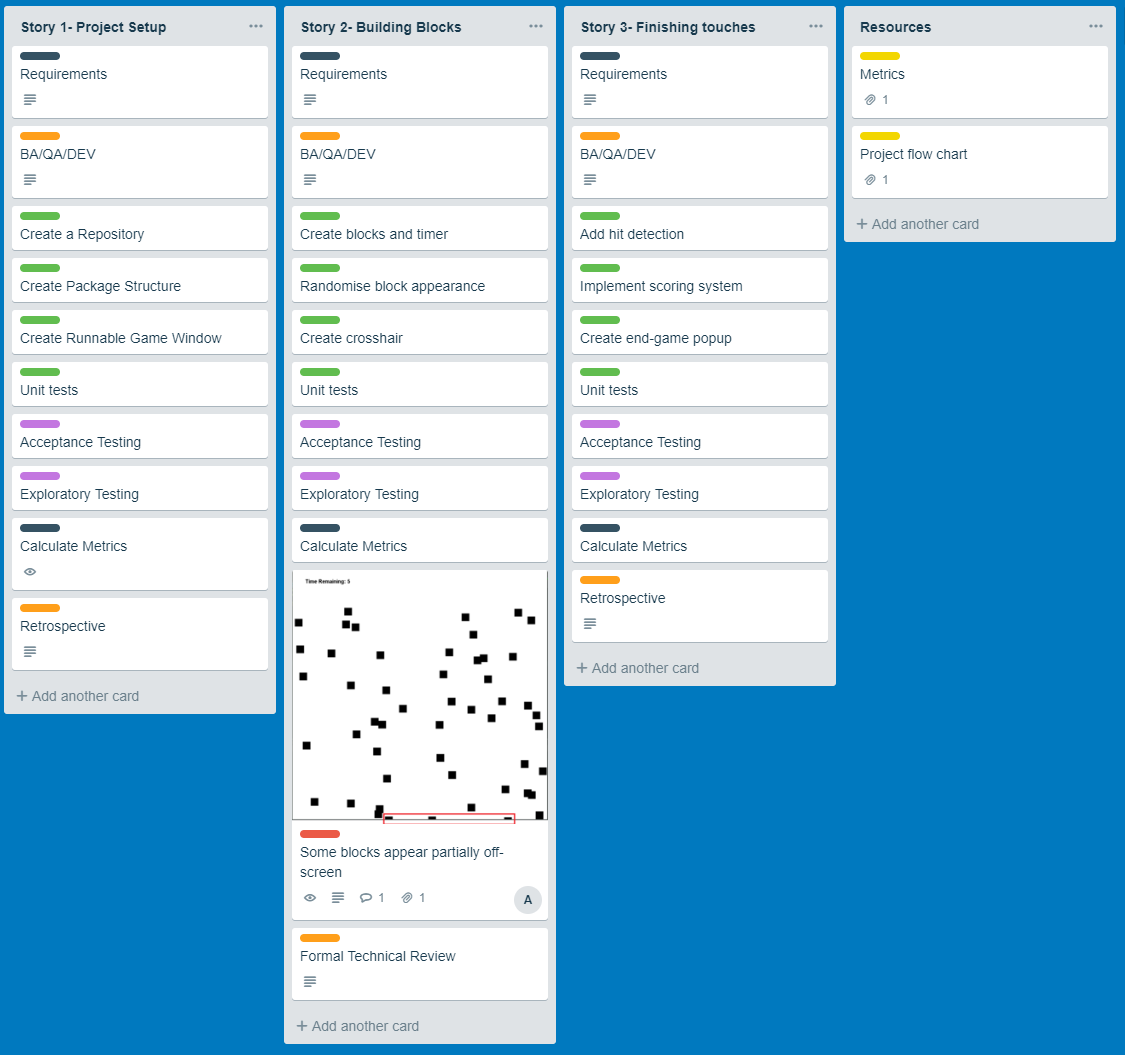 Story 1- Project Setup
Requirements
BA/QA/DEV
Create a Repository
Create Package Structure
Create Runnable Game Window
Unit tests
Acceptance Testing
Exploratory Testing
Calculate Metrics
Retrospective
+ Add another card
Story 2- Building Blocks
Requirements
BA/QA/DEV
Create blocks and timer
Randomise block appearance
Create crosshair
Unit tests
Acceptance Testing
Exploratory Testing
Calculate Metrics
Time Remaining: 5
Some blocks appear partially off-
screen
1
1
A
Formal Technical Review
+ Add another card
Story 3- Finishing touches
Requirements
BA/QA/DEV
Add hit detection
Implement scoring system
Create end-game popup
Unit tests
Acceptance Testing
Exploratory Testing
Calculate Metrics
Retrospective
+ Add another card
Resources
Metrics
1
Project flow chart
1
+ Add another card